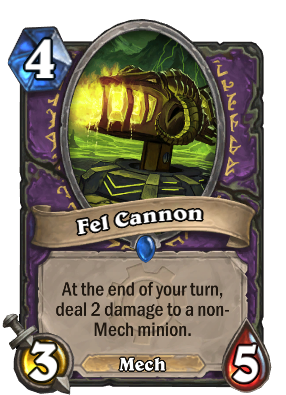 4
Fel Cannon
At the end of your turn,
deal 2 damage to a non-
Mech minion.
3
Mech
5